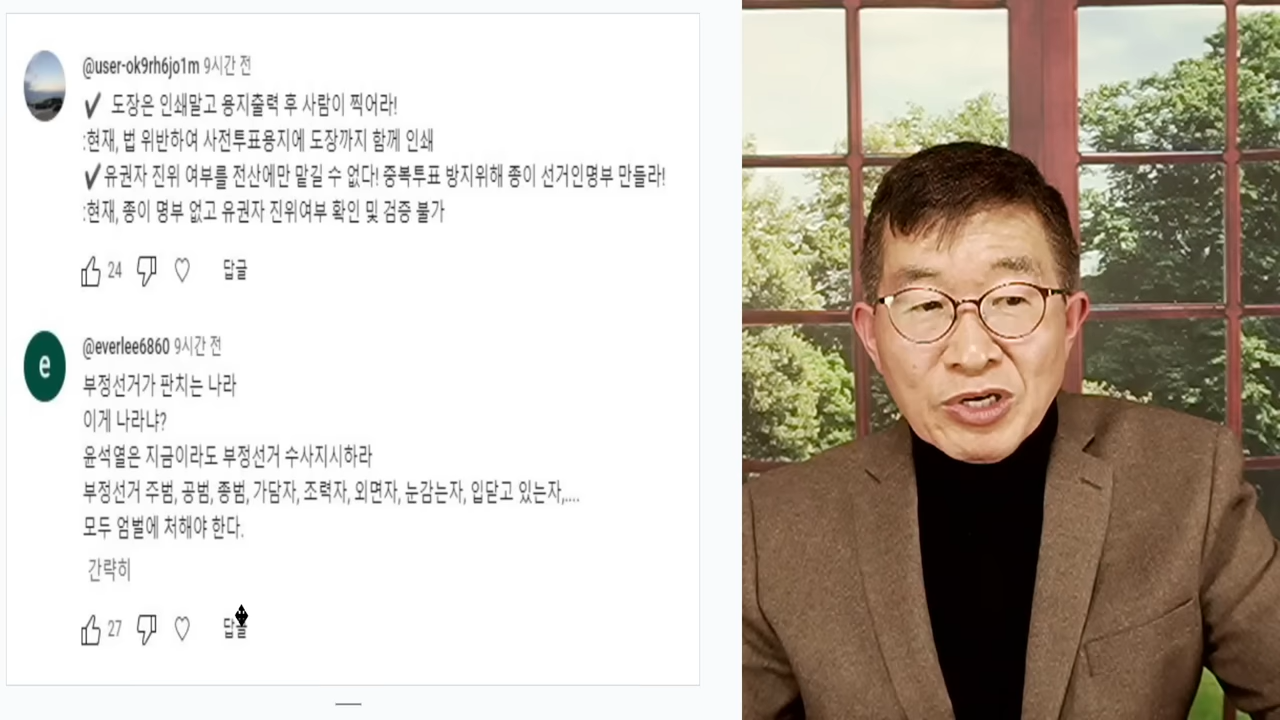 @user-ok9rh6jo1m 9시간 전
✔ 도장은 인쇄말고 용지출력 후 사람이 찍어라!
:현재, 법 위반하여 사전투표용지에 도장까지 함께 인쇄
✔유권자 진위 여부를 전산에만 맡길 수 없다! 중복투표 방지위해 종이 선거인명부 만들라!
:현재, 종이 명부 없고 유권자 진위여부 확인 및 검증 불가
24 답글
e
@everlee6860 9시간 전
부정선거가 판치는 나라
이게 나라냐?
윤석열은 지금이라도 부정선거 수사지시하라
부정선거 주범, 공범, 종범, 가담자, 조력자, 외면자, 눈감는자, 입닫고 있는자,....
모두 엄벌에 처해야 한다.
간략히
27 답글